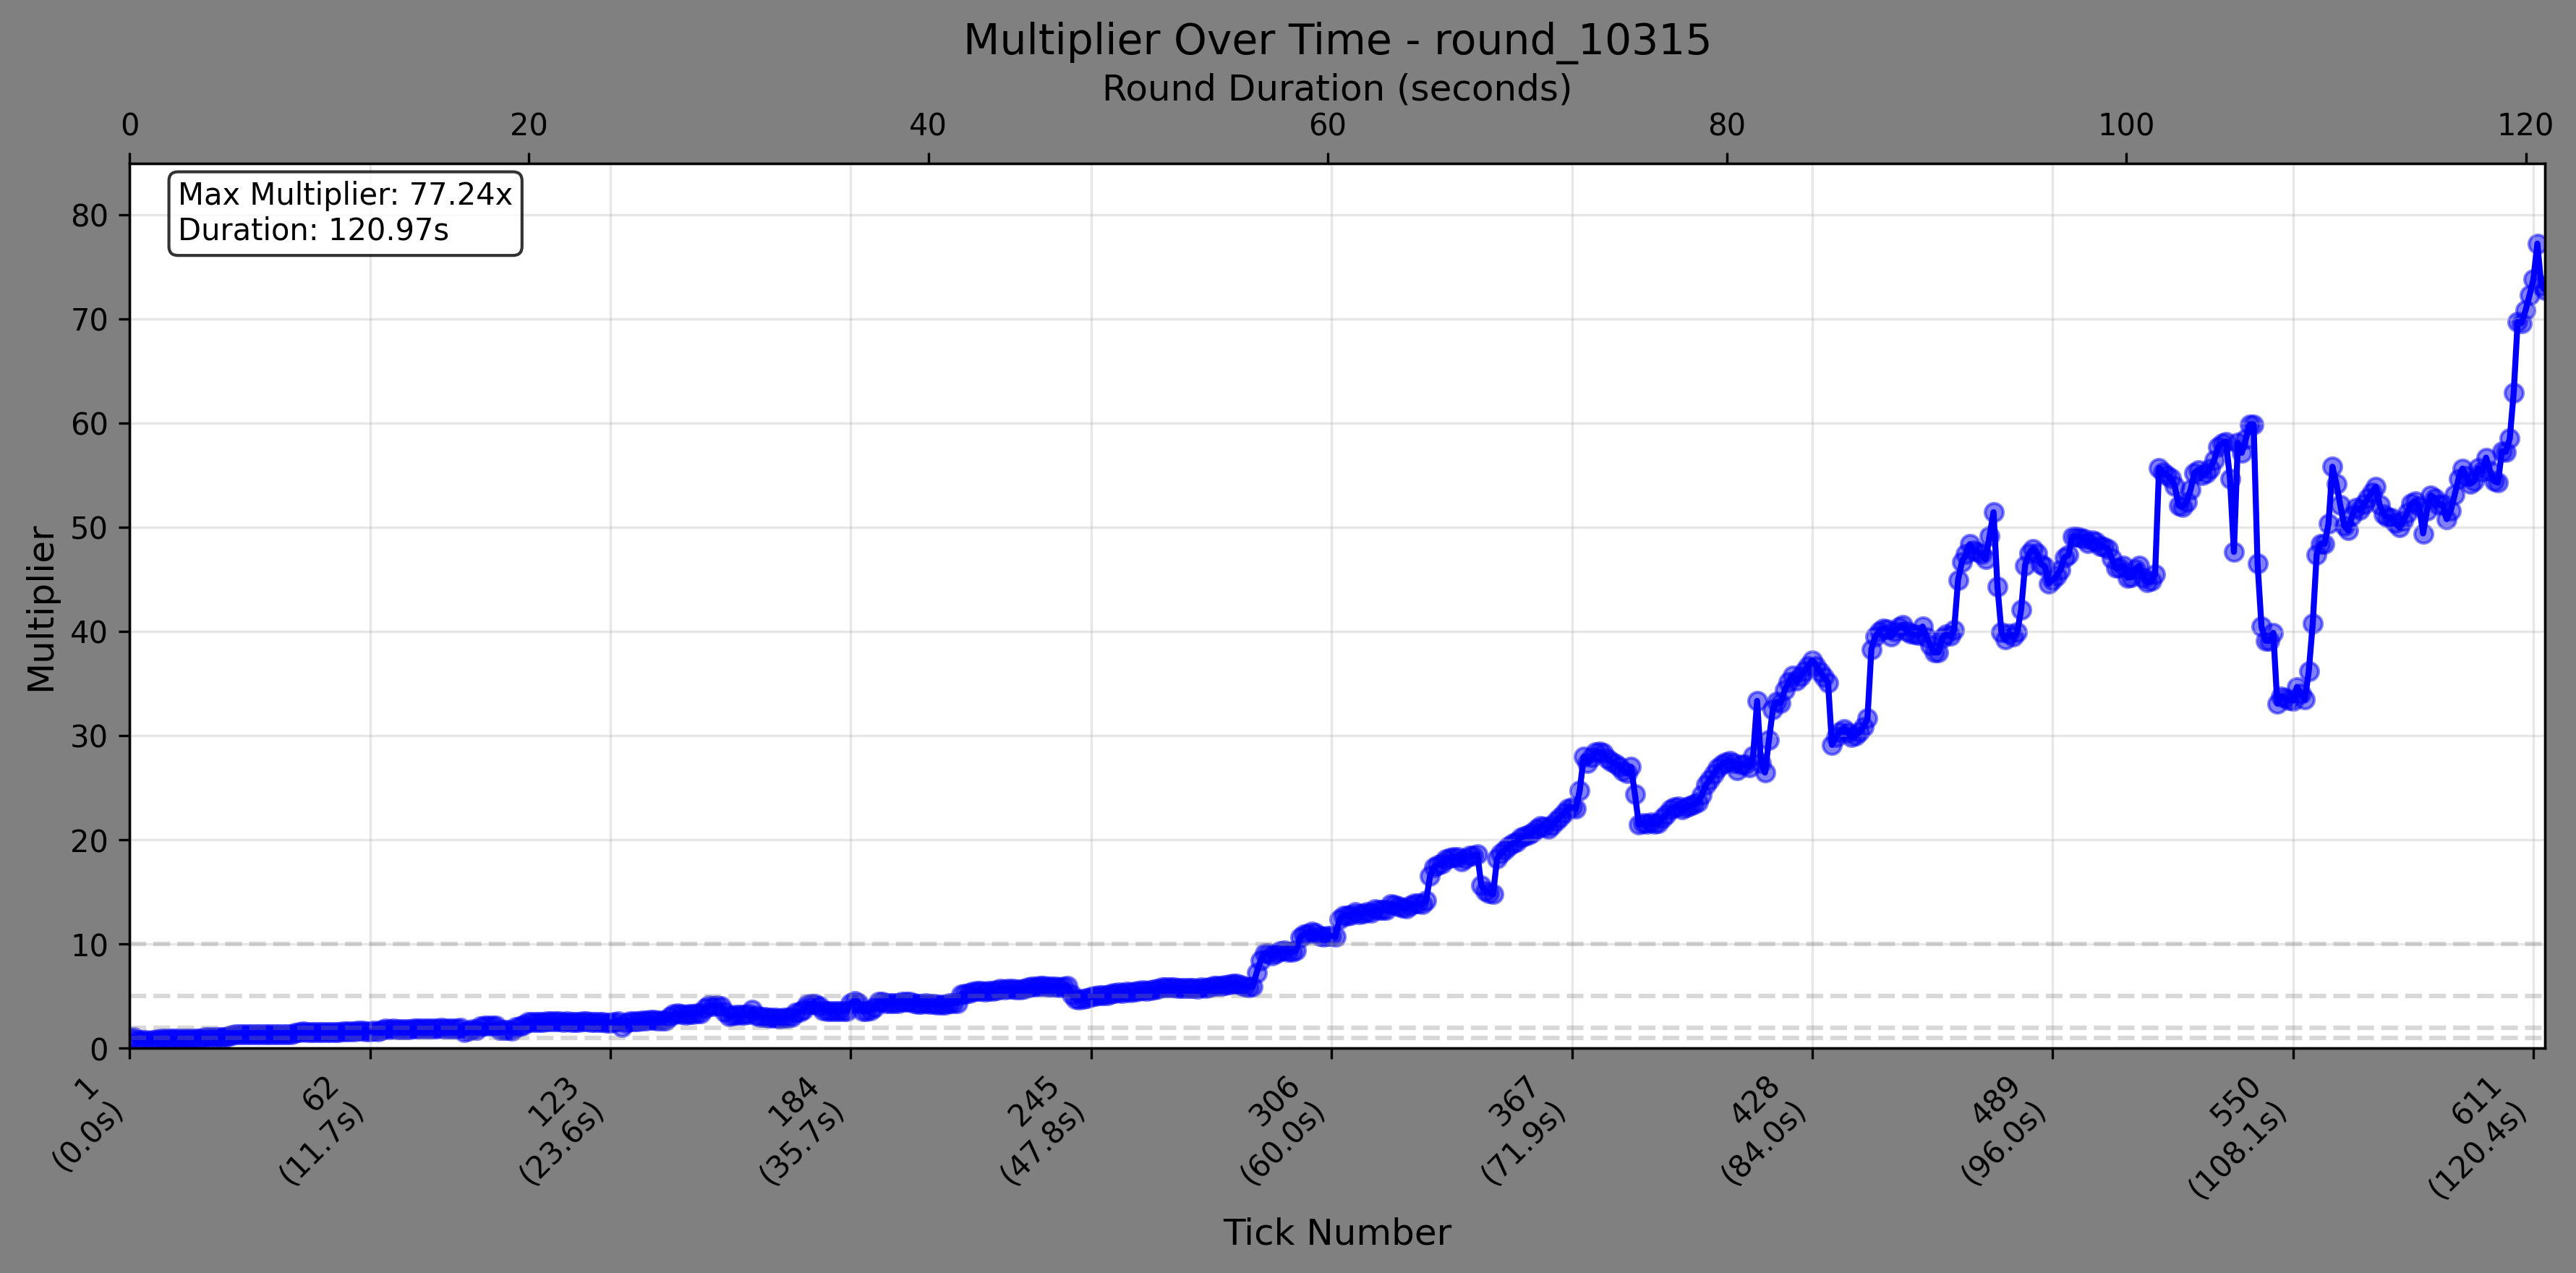 Multiplier Over Time - round_10315
Round Duration (seconds)
0 20 40 60 80 100 120
Max Multiplier: 77.24x
Duration: 120.97s
Multiplier
80
70
60
50
40
30
20
10
0
1
(0.0s)
62
(11.7s)
123
(23.6s)
184
(35.7s)
245
(47.8s)
306
(60.0s)
367
(71.9s)
428
(84.0s)
489
(96.0s)
550
(108.1s)
611
(120.4s)
Tick Number